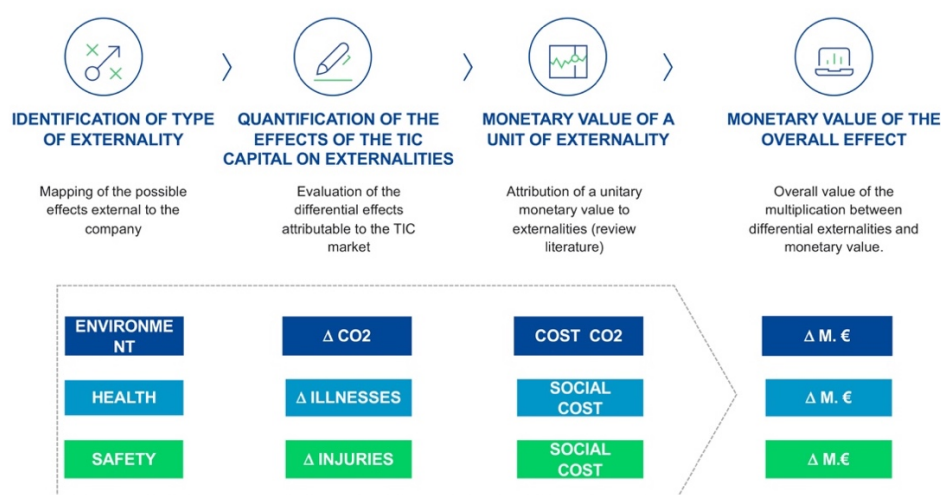 IDENTIFICATION OF TYPE
OF EXTERNALITY
QUANTIFICATION OF THE
EFFECTS OF THE TIC
CAPITAL ON EXTERNALITIES
MONETARY VALUE OF A
UNIT OF EXTERNALITY
MONETARY VALUE OF THE
OVERALL EFFECT
Mapping of the possible
effects external to the
company
Evaluation of the
differential effects
attributable to the TIC
market
Attribution of a unitary
monetary value to
externalities (review
literature)
Overall value of the
multiplication between
differential externalities and
monetary value.
ENVIRONME
NT
Δ CO2
COST CO2
Δ M. €
HEALTH
Δ ILLNESSES
SOCIAL
COST
Δ M. €
SAFETY
Δ INJURIES
SOCIAL
COST
Δ M.€